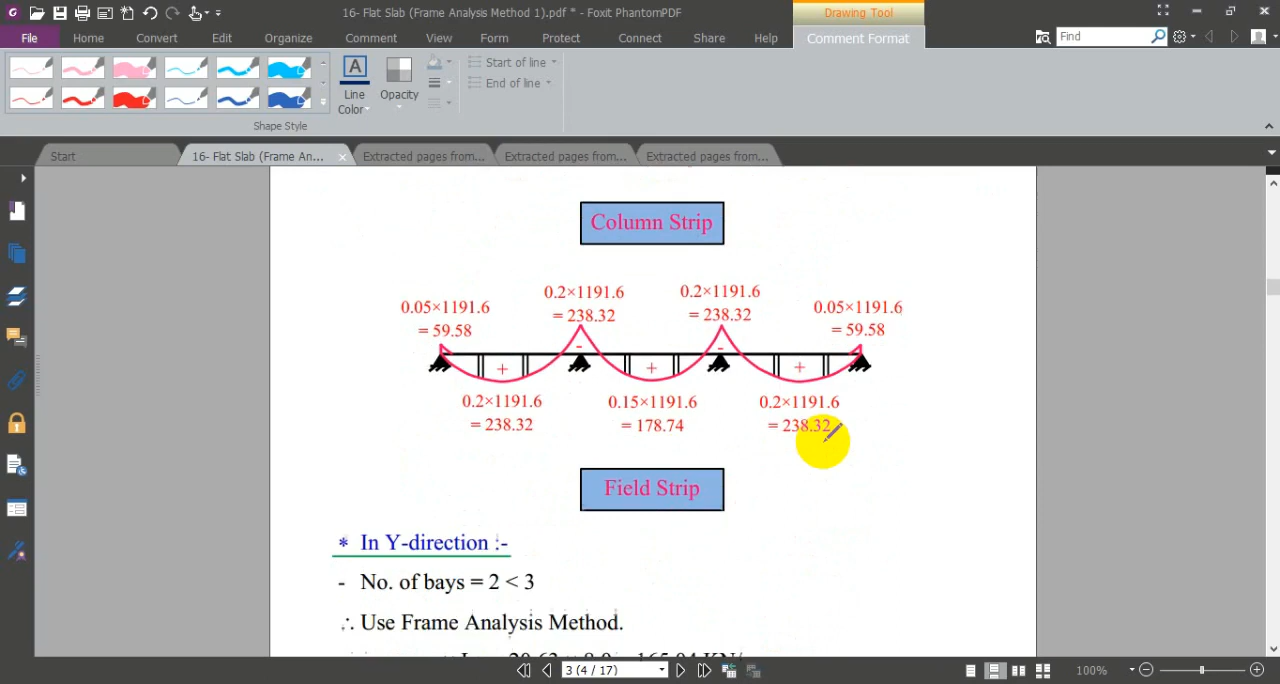 16- Flat Slab (Frame Analysis Method 1).pdf * - Foxit PhantomPDF
Drawing Tool
File Home Convert Edit Organize Comment View Form Protect Connect Share Help Comment Format Find
Line Color
Opacity
Start of line
End of line
Shape Style
Start 16- Flat Slab (Frame An... Extracted pages from... Extracted pages from... Extracted pages from...
Column Strip
0.05×1191.6
= 59.58
0.2×1191.6
= 238.32
0.2×1191.6
= 238.32
0.05×1191.6
= 59.58
- -
+ + +
0.2×1191.6
= 238.32
0.15×1191.6
= 178.74
0.2×1191.6
= 238.32
Field Strip
* In Y-direction :-
- No. of bays = 2 < 3
∴ Use Frame Analysis Method.
3 (4 / 17)
100%